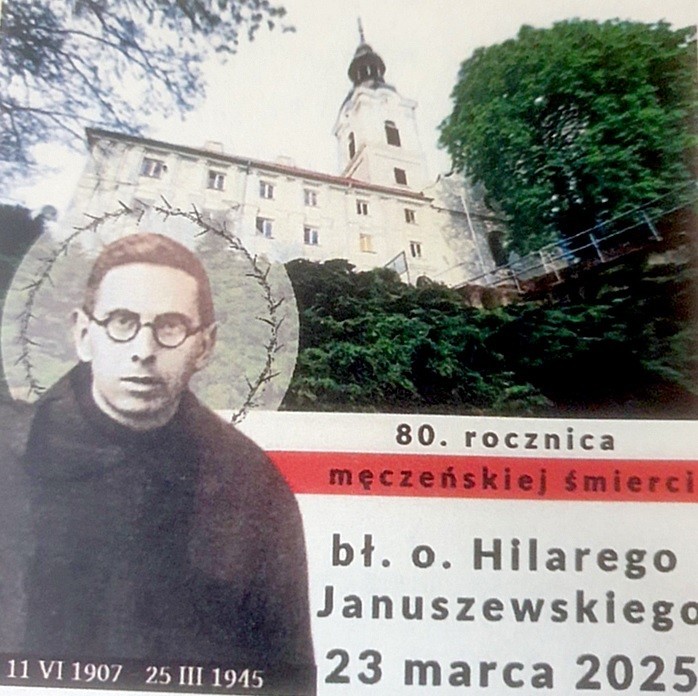 80. rocznica
męczeńskiej śmierci
bł. o. Hilarego
Januszewskiego
23 marca 2025
11 VI 1907 25 III 1945